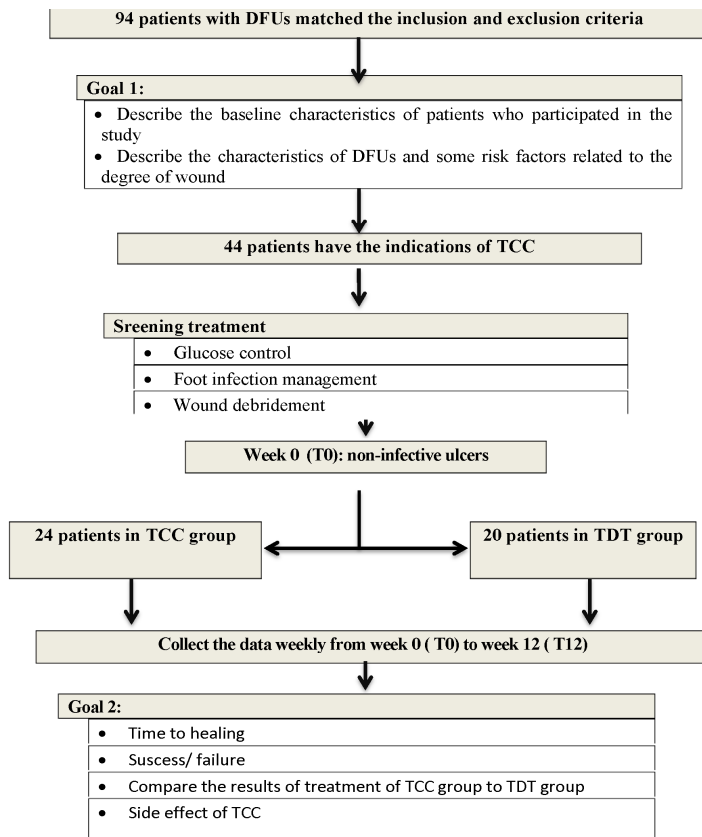 94 patients with DFUs matched the inclusion and exclusion criteria
Goal 1:
• Describe the baseline characteristics of patients who participated in the
study
• Describe the characteristics of DFUs and some risk factors related to the
degree of wound
44 patients have the indications of TCC
Sreening treatment
• Glucose control
• Foot infection management
• Wound debridement
Week 0 (T0): non-infective ulcers
24 patients in TCC group
20 patients in TDT group
Collect the data weekly from week 0 ( T0) to week 12 ( T12)
Goal 2:
• Time to healing
• Suscess/ failure
• Compare the results of treatment of TCC group to TDT group
• Side effect of TCC